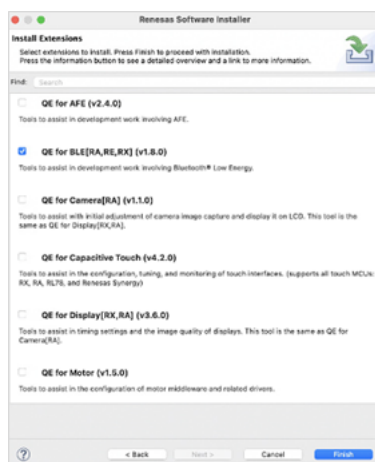 Renesas Software Installer
Install Extensions
Select extensions to install. Press Finish to proceed with installation.
Press the information button to see a detailed overview and a link to more information.
Find:
Search
QE for AFE (v2.4.0)
Tools to assist in development work involving AFE.
QE for BLE[RA,RE,RX] (v1.8.0)
Tools to assist in development work involving Bluetooth® Low Energy.
QE for Camera[RA] (v1.1.0)
Tools to assist with initial adjustment of camera image capture and display it on LCD. This tool is the
same as QE for Display[RX,RA].
QE for Capacitive Touch (v4.2.0)
Tools to assist in the configuration, tuning, and monitoring of touch interfaces. (supports all touch MCUs:
RX, RA, RL78, and Renesas Synergy)
QE for Display[RX,RA] (v3.6.0)
Tools to assist in timing settings and the image quality of displays. This tool is the same as QE for
Camera[RA].
QE for Motor (v1.5.0)
Tools to assist in the configuration of motor middleware and related drivers.
? < Back Next > Cancel Finish